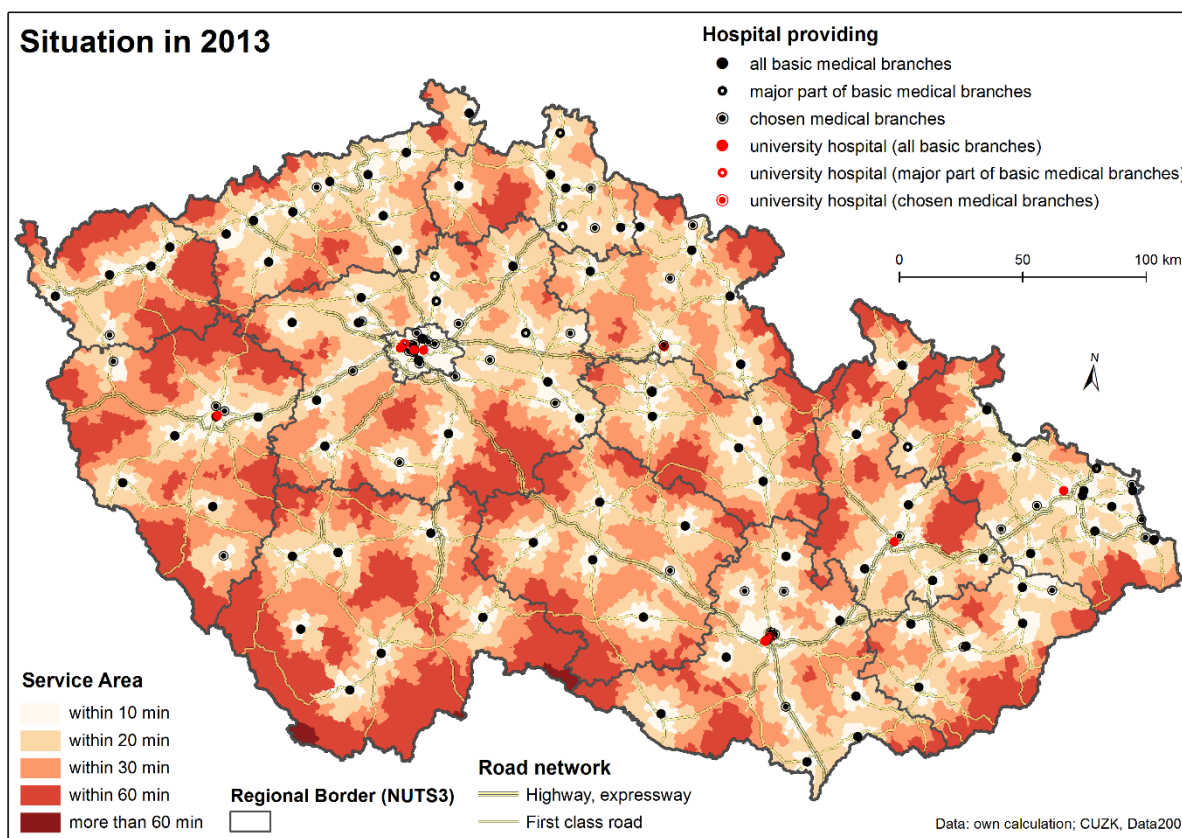 Situation in 2013
Hospital providing
all basic medical branches
major part of basic medical branches
chosen medical branches
university hospital (all basic branches)
university hospital (major part of basic medical branches)
university hospital (chosen medical branches)
0 50 100 km
N
Service Area
within 10 min
within 20 min
within 30 min
within 60 min
more than 60 min
Regional Border (NUTS3)
Road network
Highway, expressway
First class road
Data: own calculation; CUZK, Data200